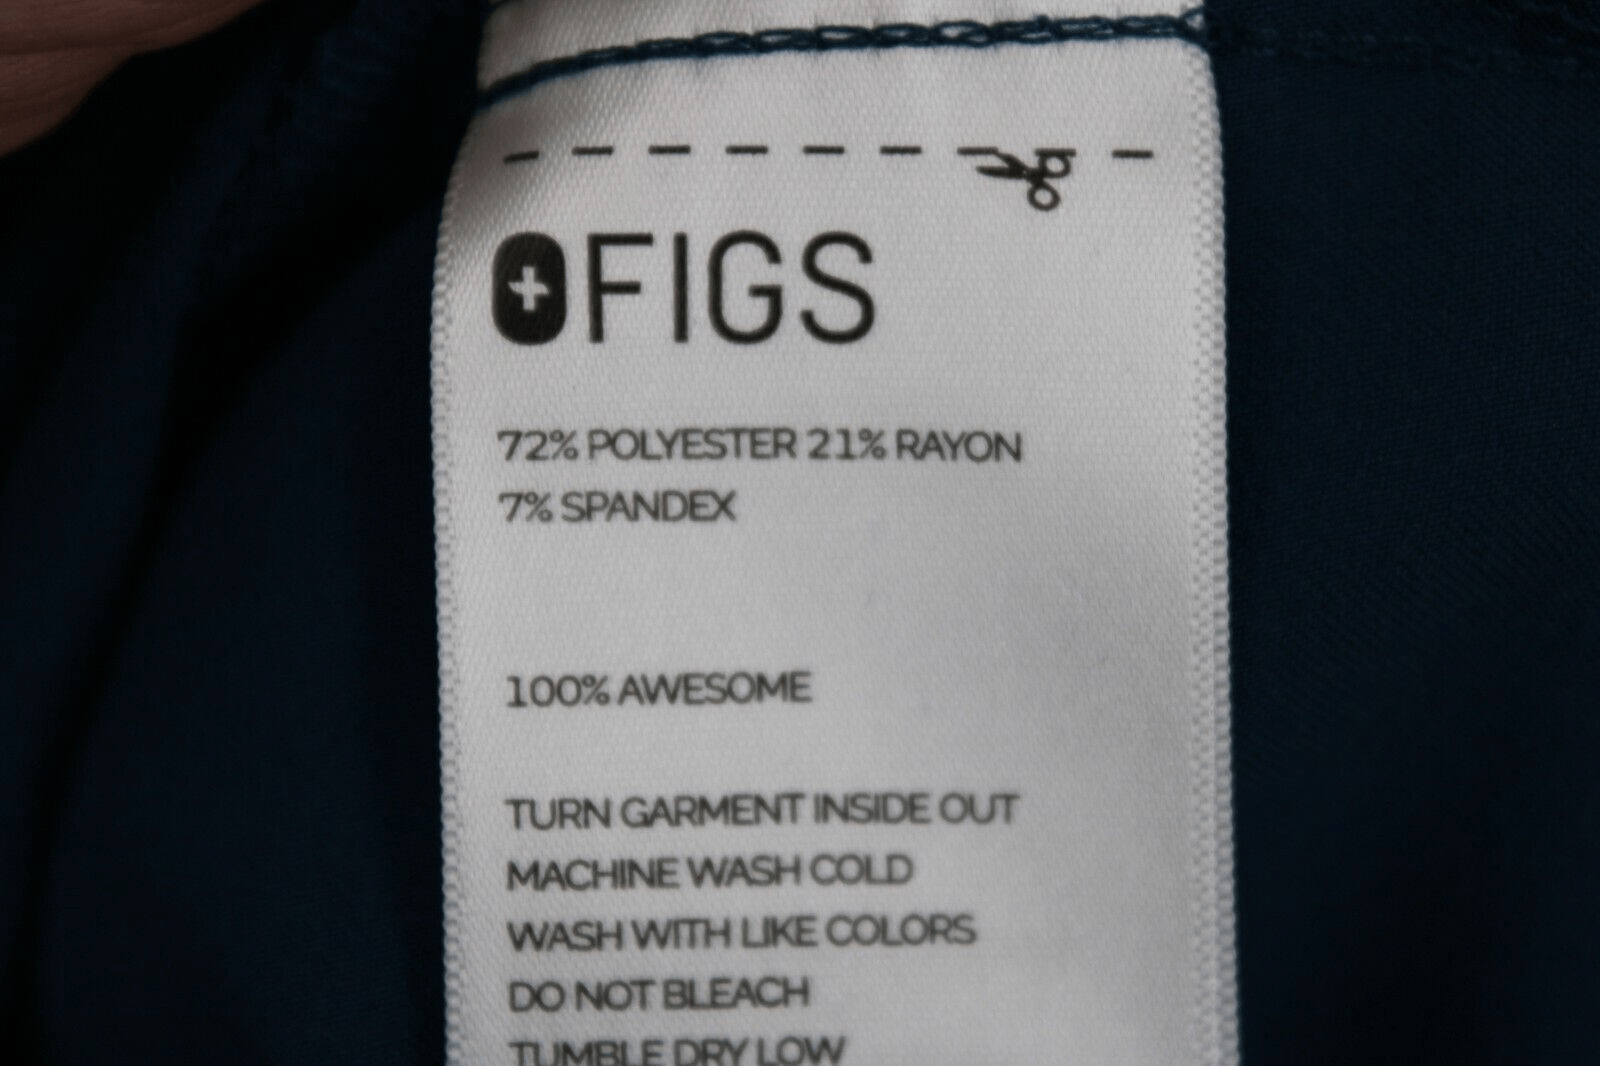 FIGS
72% POLYESTER 21% RAYON
7% SPANDEX
100% AWESOME
TURN GARMENT INSIDE OUT
MACHINE WASH COLD
WASH WITH LIKE COLORS
DO NOT BLEACH
TUMBLE DRY LOW